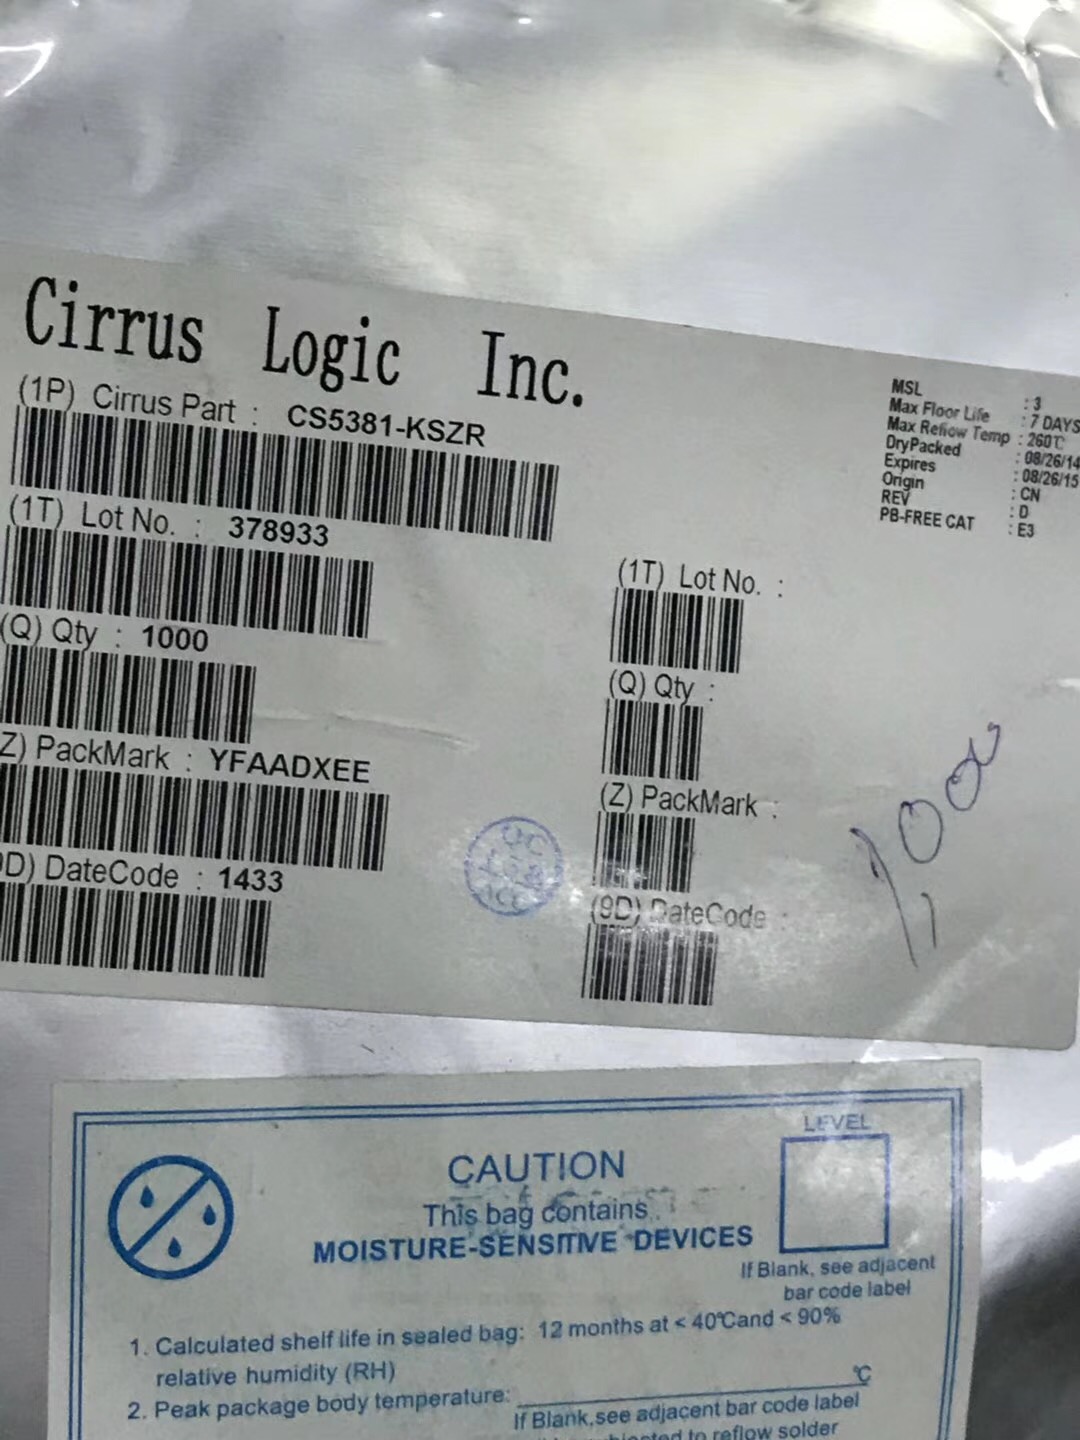 Cirrus Logic Inc.
(1P) Cirrus Part : CS5381-KSZR
(1T) Lot No. : 378933
(Q) Qty : 1000
Z) PackMark : YFAADXEE
D) DateCode : 1433
MSL : 3
Max Floor Life : 7 DAYS
Max Reflow Temp : 260℃
DryPacked : 08/26/14
Expires : 08/26/15
Origin : CN
REV : D
PB-FREE CAT : E3
(1T) Lot No. :
(Q) Qty :
(Z) PackMark :
(9D) DateCode :
1000
LEVEL
CAUTION
This bag contains
MOISTURE-SENSITIVE DEVICES
If Blank, see adjacent
bar code label
1. Calculated shelf life in sealed bag: 12 months at < 40℃and < 90%
relative humidity (RH)
2. Peak package body temperature: ℃
If Blank,see adjacent bar code label
to reflow solder